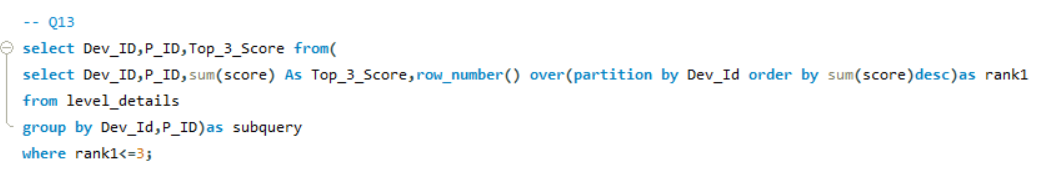 -- Q13
select Dev_ID,P_ID,Top_3_Score from(
select Dev_ID,P_ID,sum(score) As Top_3_Score,row_number() over(partition by Dev_Id order by sum(score)desc)as rank1
from level_details
group by Dev_Id,P_ID)as subquery
where rank1<=3;